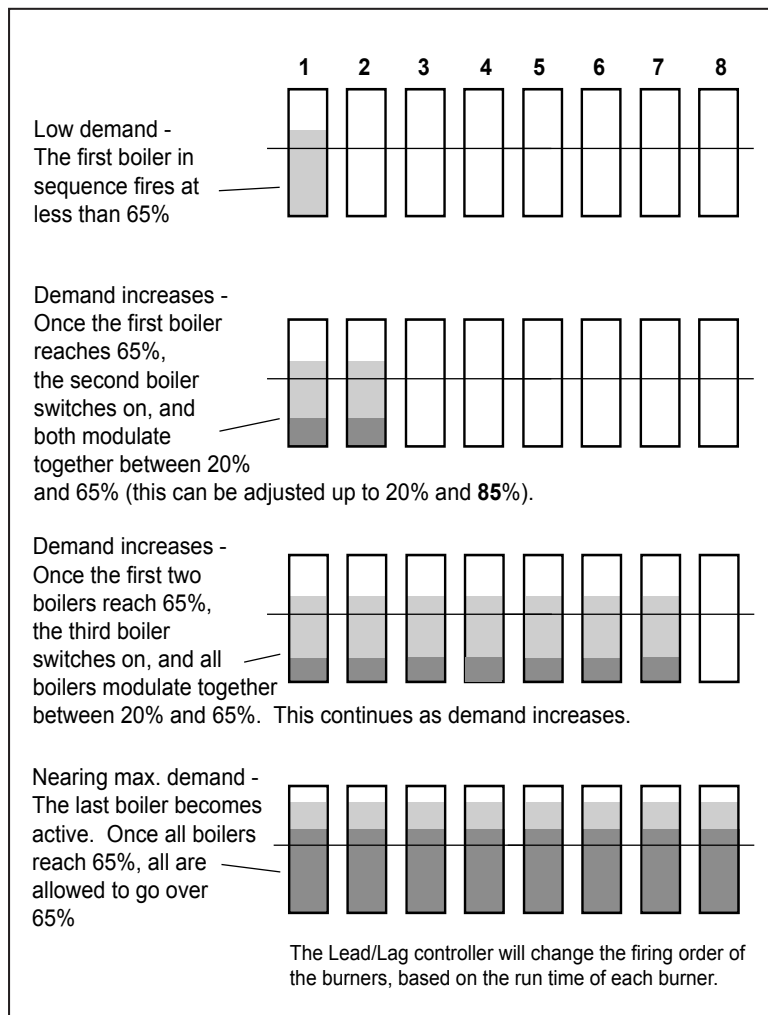 1 2 3 4 5 6 7 8
Low demand -
The first boiler in
sequence fires at
less than 65%
Demand increases -
Once the first boiler
reaches 65%,
the second boiler
switches on, and
both modulate
together between 20%
and 65% (this can be adjusted up to 20% and 85%).
Demand increases -
Once the first two
boilers reach 65%,
the third boiler
switches on, and all
boilers modulate together
between 20% and 65%.  This continues as demand increases.
Nearing max. demand -
The last boiler becomes
active.  Once all boilers
reach 65%, all are
allowed to go over
65%
The Lead/Lag controller will change the firing order of
the burners, based on the run time of each burner.